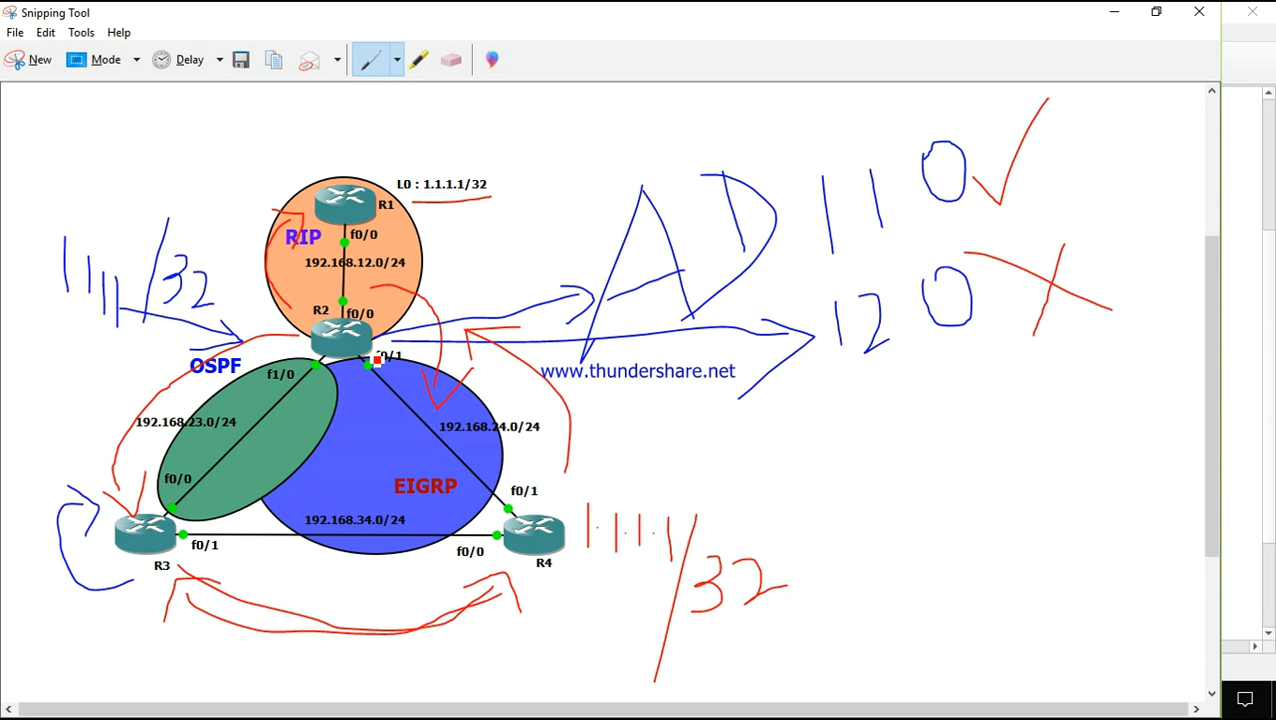 Snipping Tool
File Edit Tools Help
New Mode Delay
L0 : 1.1.1.1/32
R1
RIP
f0/0
192.168.12.0/24
R2
f0/0
1111/32
AD 110
120
OSPF
f0/1
www.thundershare.net
f1/0
192.168.23.0/24
192.168.24.0/24
f0/0
EIGRP
f0/1
192.168.34.0/24
1.1.1.1/32
f0/1
f0/0
R3
R4